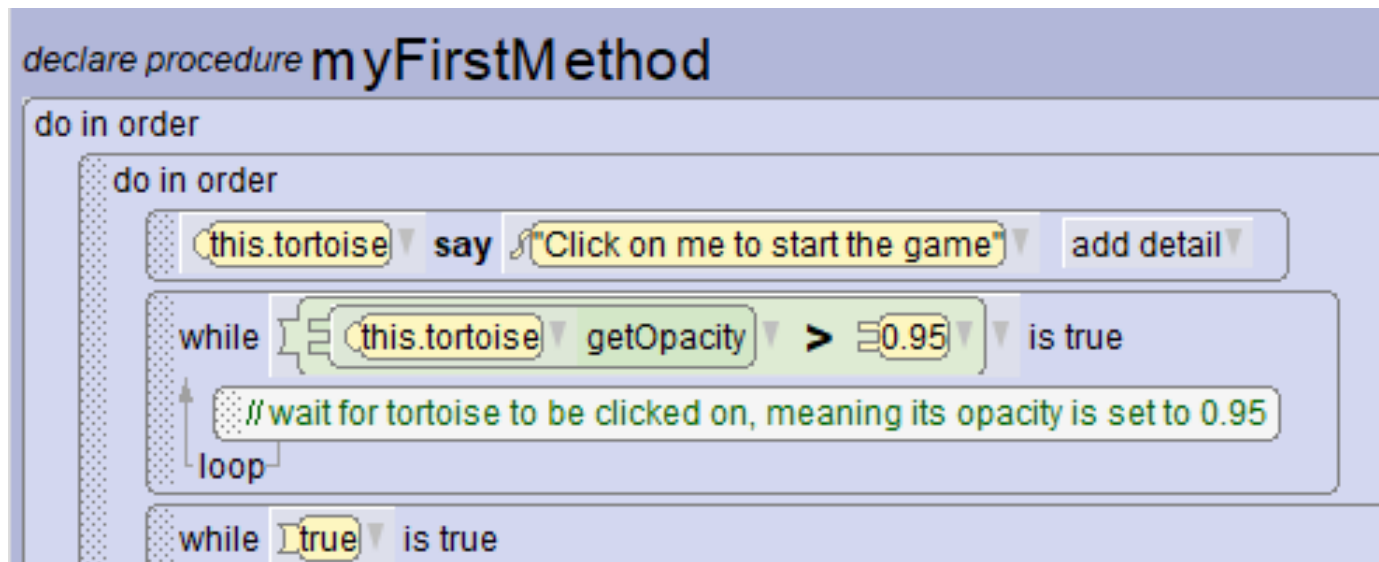 declare procedure myFirstMethod
do in order
do in order
this.tortoise say "Click on me to start the game" add detail
while this.tortoise getOpacity > 0.95 is true
// wait for tortoise to be clicked on, meaning its opacity is set to 0.95
loop
while true is true